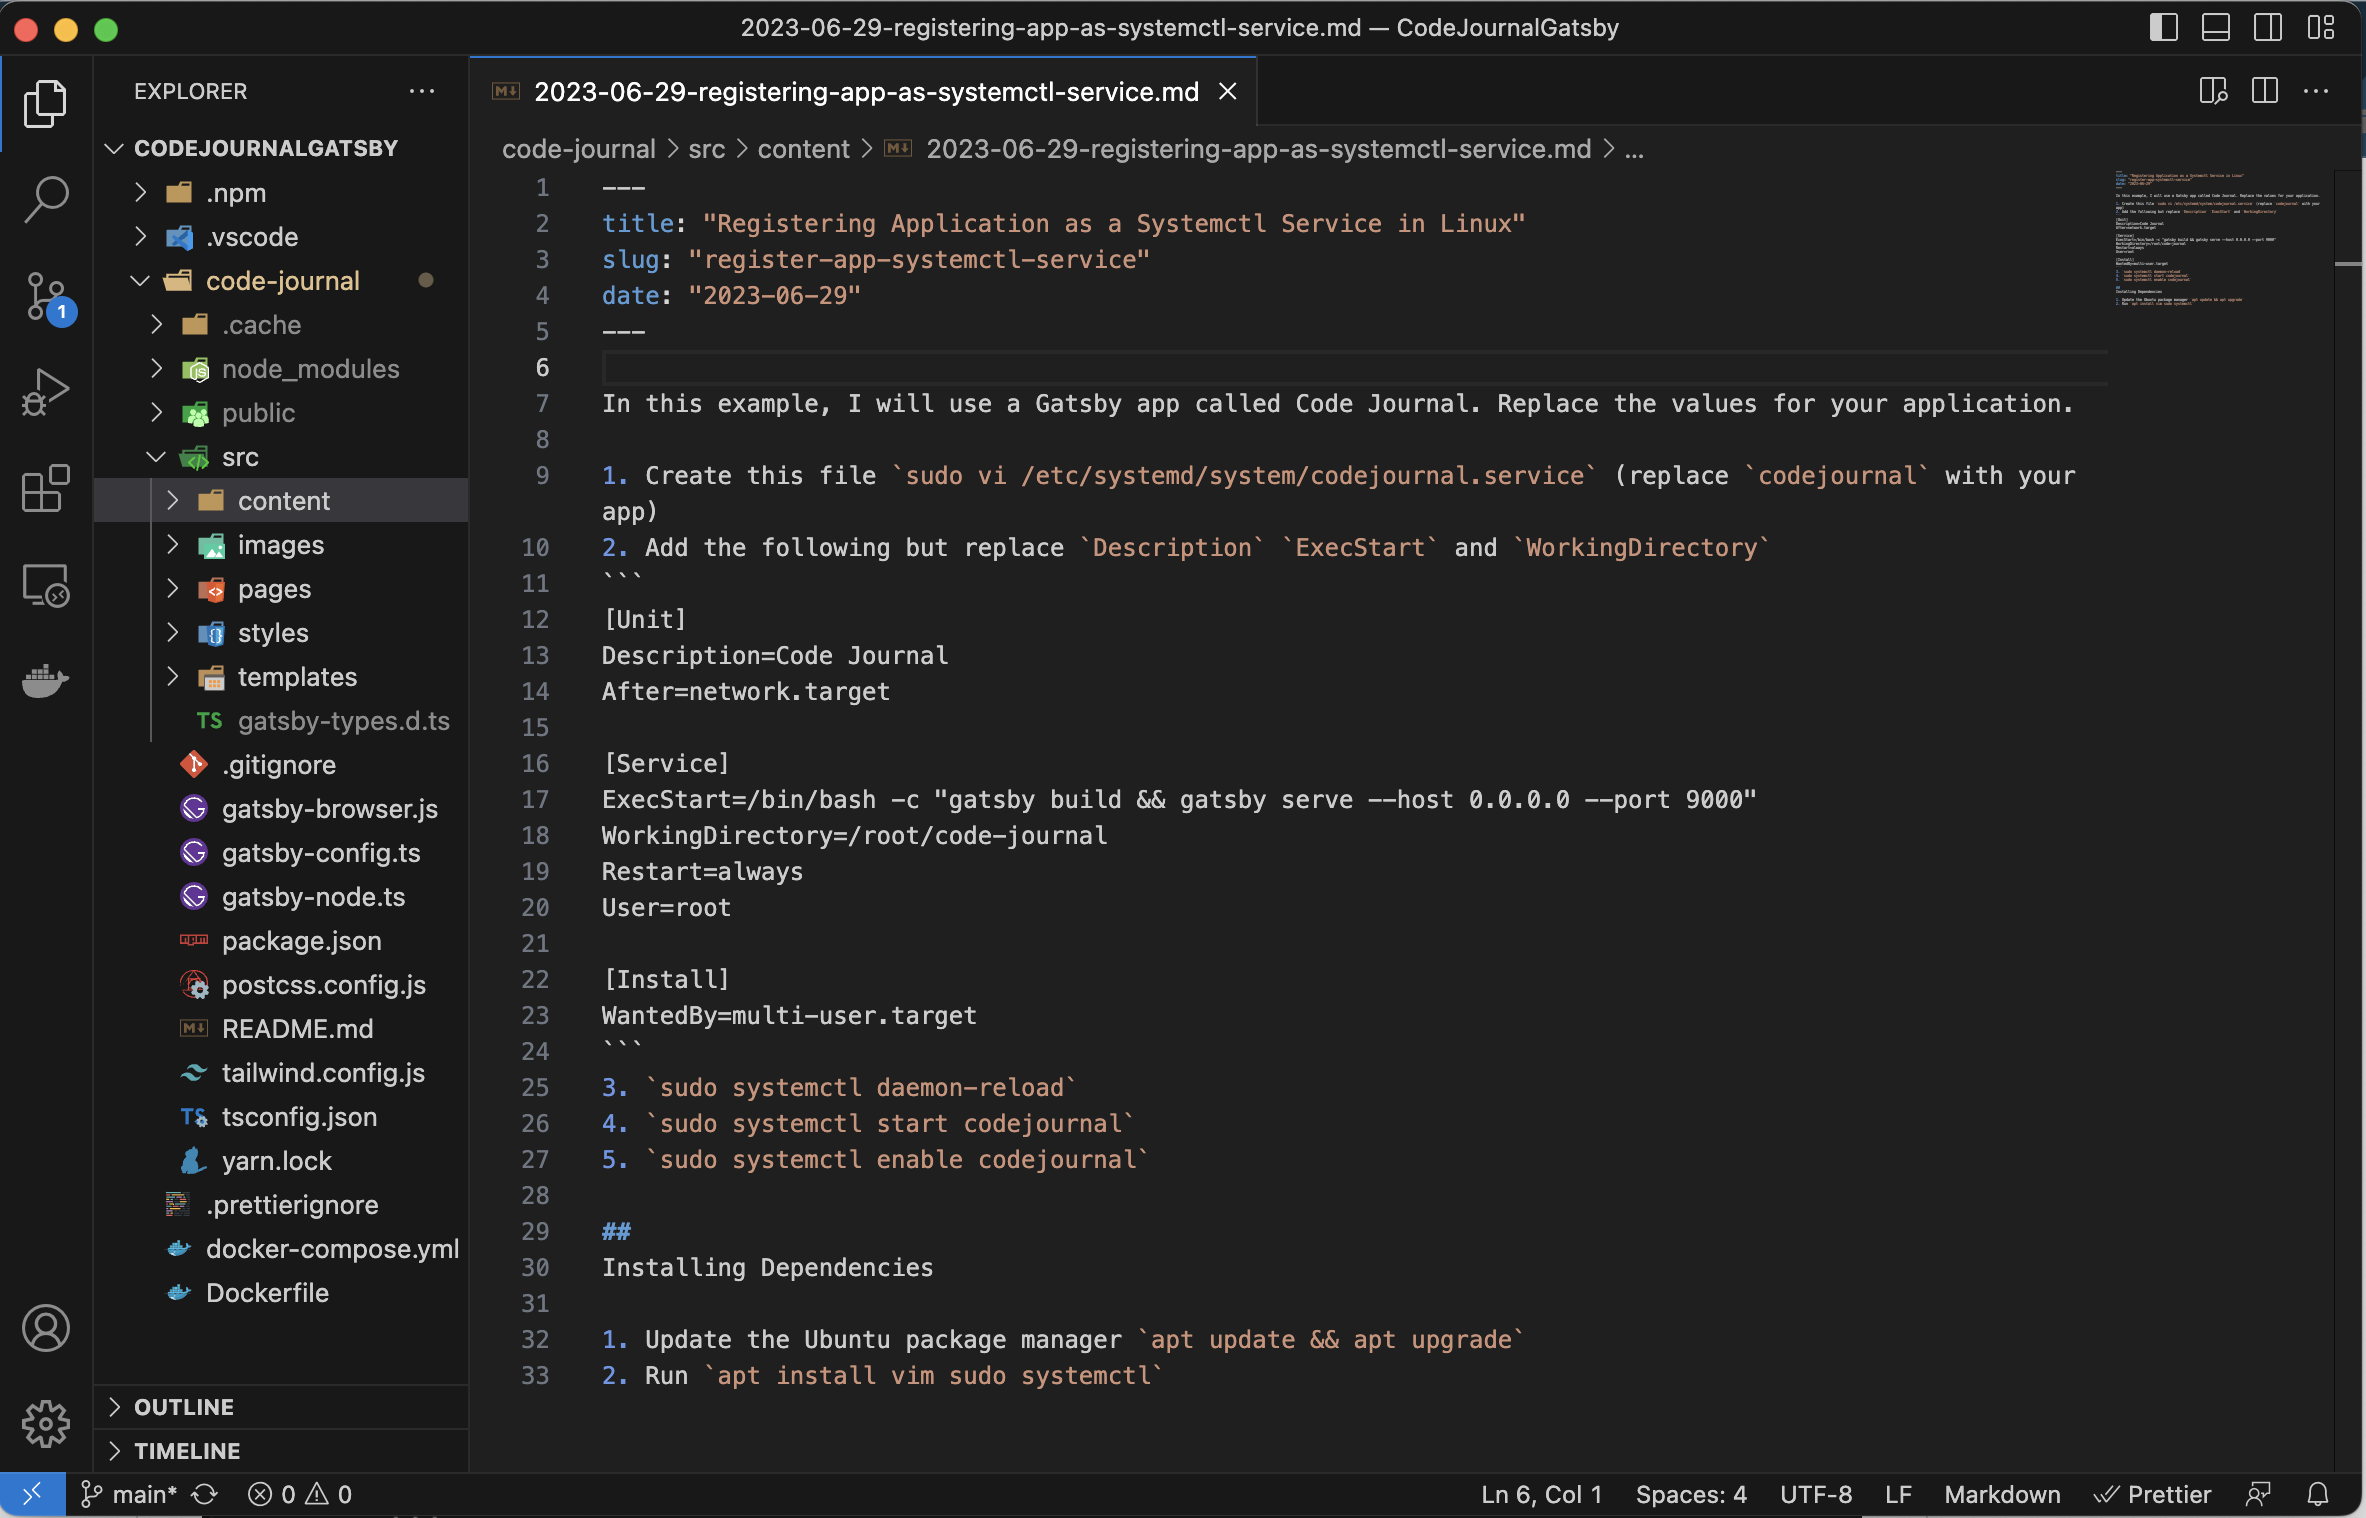 2023-06-29-registering-app-as-systemctl-service.md — CodeJournalGatsby
EXPLORER
CODEJOURNALGATSBY
.npm
.vscode
code-journal
.cache
node_modules
public
src
content
images
pages
styles
templates
TS gatsby-types.d.ts
.gitignore
gatsby-browser.js
gatsby-config.ts
gatsby-node.ts
package.json
postcss.config.js
README.md
tailwind.config.js
TS tsconfig.json
yarn.lock
.prettierignore
docker-compose.yml
Dockerfile
OUTLINE
TIMELINE
1
2023-06-29-registering-app-as-systemctl-service.md
code-journal > src > content > 2023-06-29-registering-app-as-systemctl-service.md > ...
1 ---
2 title: "Registering Application as a Systemctl Service in Linux"
3 slug: "register-app-systemctl-service"
4 date: "2023-06-29"
5 ---
6
7 In this example, I will use a Gatsby app called Code Journal. Replace the values for your application.
8
9 1. Create this file `sudo vi /etc/systemd/system/codejournal.service` (replace `codejournal` with your
app)
10 2. Add the following but replace `Description` `ExecStart` and `WorkingDirectory`
11 ```
12 [Unit]
13 Description=Code Journal
14 After=network.target
15
16 [Service]
17 ExecStart=/bin/bash -c "gatsby build && gatsby serve --host 0.0.0.0 --port 9000"
18 WorkingDirectory=/root/code-journal
19 Restart=always
20 User=root
21
22 [Install]
23 WantedBy=multi-user.target
24 ```
25 3. `sudo systemctl daemon-reload`
26 4. `sudo systemctl start codejournal`
27 5. `sudo systemctl enable codejournal`
28
29 ##
30 Installing Dependencies
31
32 1. Update the Ubuntu package manager `apt update && apt upgrade`
33 2. Run `apt install vim sudo systemctl`
main* 0 0 Ln 6, Col 1 Spaces: 4 UTF-8 LF Markdown Prettier